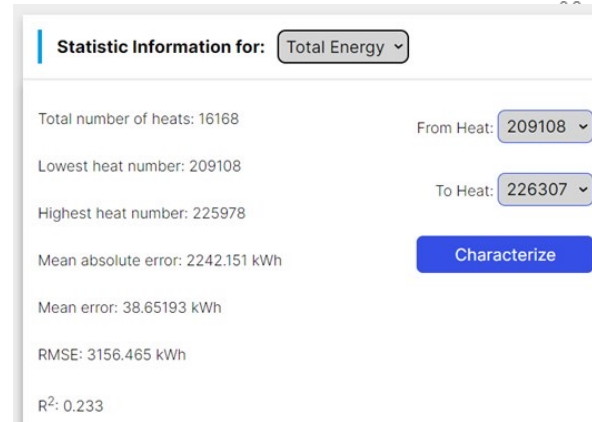 Statistic Information for: Total Energy
Total number of heats: 16168
From Heat: 209108
Lowest heat number: 209108
To Heat: 226307
Highest heat number: 225978
Characterize
Mean absolute error: 2242.151 kWh
Mean error: 38.65193 kWh
RMSE: 3156.465 kWh
R²: 0.233